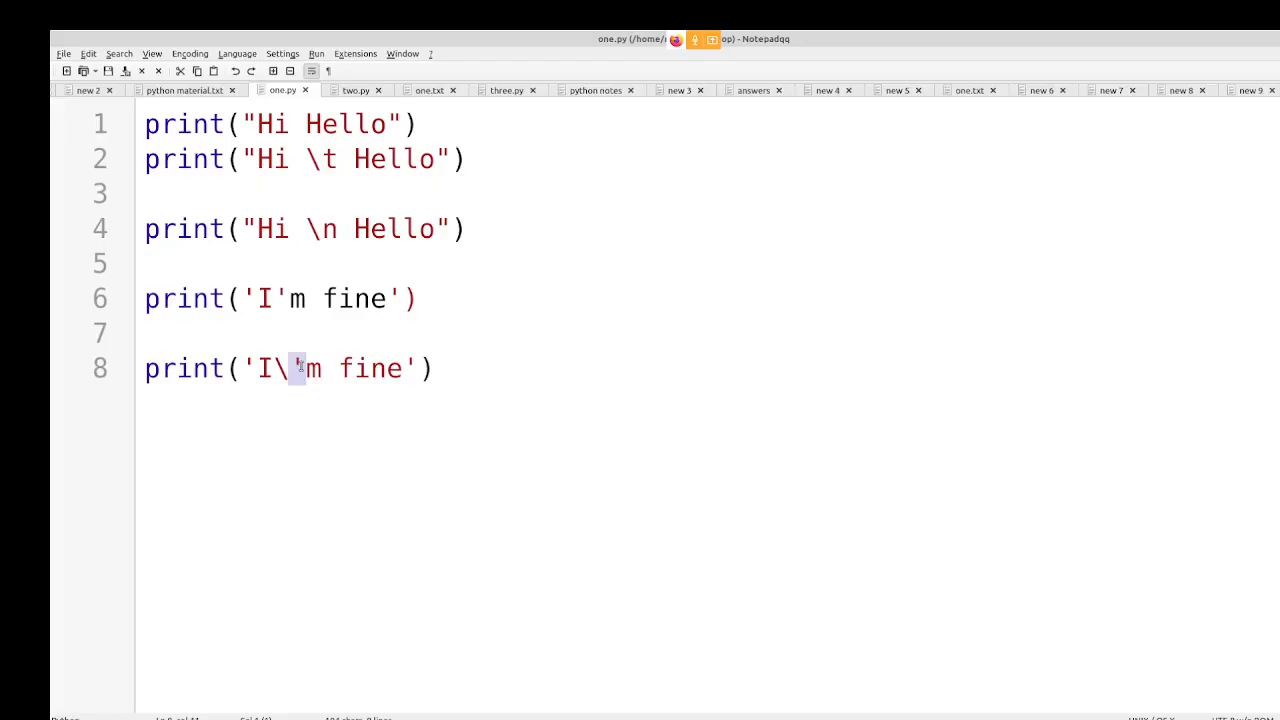 one.py (/home/ op) - Notepadqq
File Edit Search View Encoding Language Settings Run Extensions Window ?
new 2 python material.txt one.py two.py one.txt three.py python notes new 3 answers new 4 new 5 one.txt new 6 new 7 new 8 new 9
1 print("Hi Hello")
2 print("Hi \t Hello")
3
4 print("Hi \n Hello")
5
6 print('I'm fine')
7
8 print('I\'m fine')